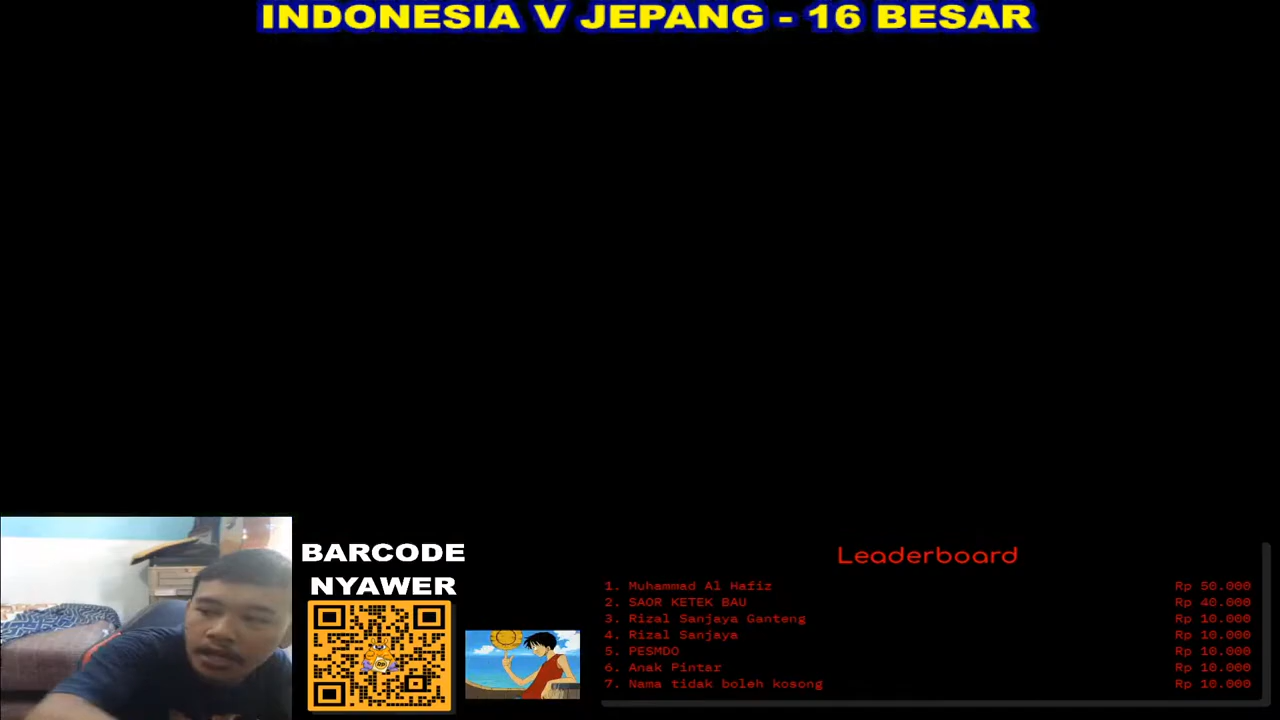 INDONESIA V JEPANG - 16 BESAR
BARCODE
NYAWER
Leaderboard
1. Muhammad Al Hafiz Rp 50.000
2. SAOR KETEK BAU Rp 40.000
3. Rizal Sanjaya Ganteng Rp 10.000
4. Rizal Sanjaya Rp 10.000
5. PESMDO Rp 10.000
6. Anak Pintar Rp 10.000
7. Nama tidak boleh kosong Rp 10.000